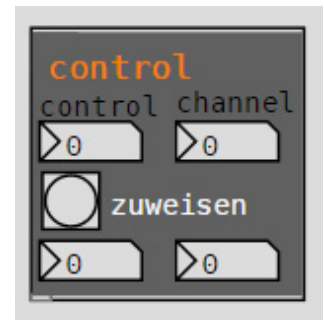 control
control channel
0 0
zuweisen
0 0